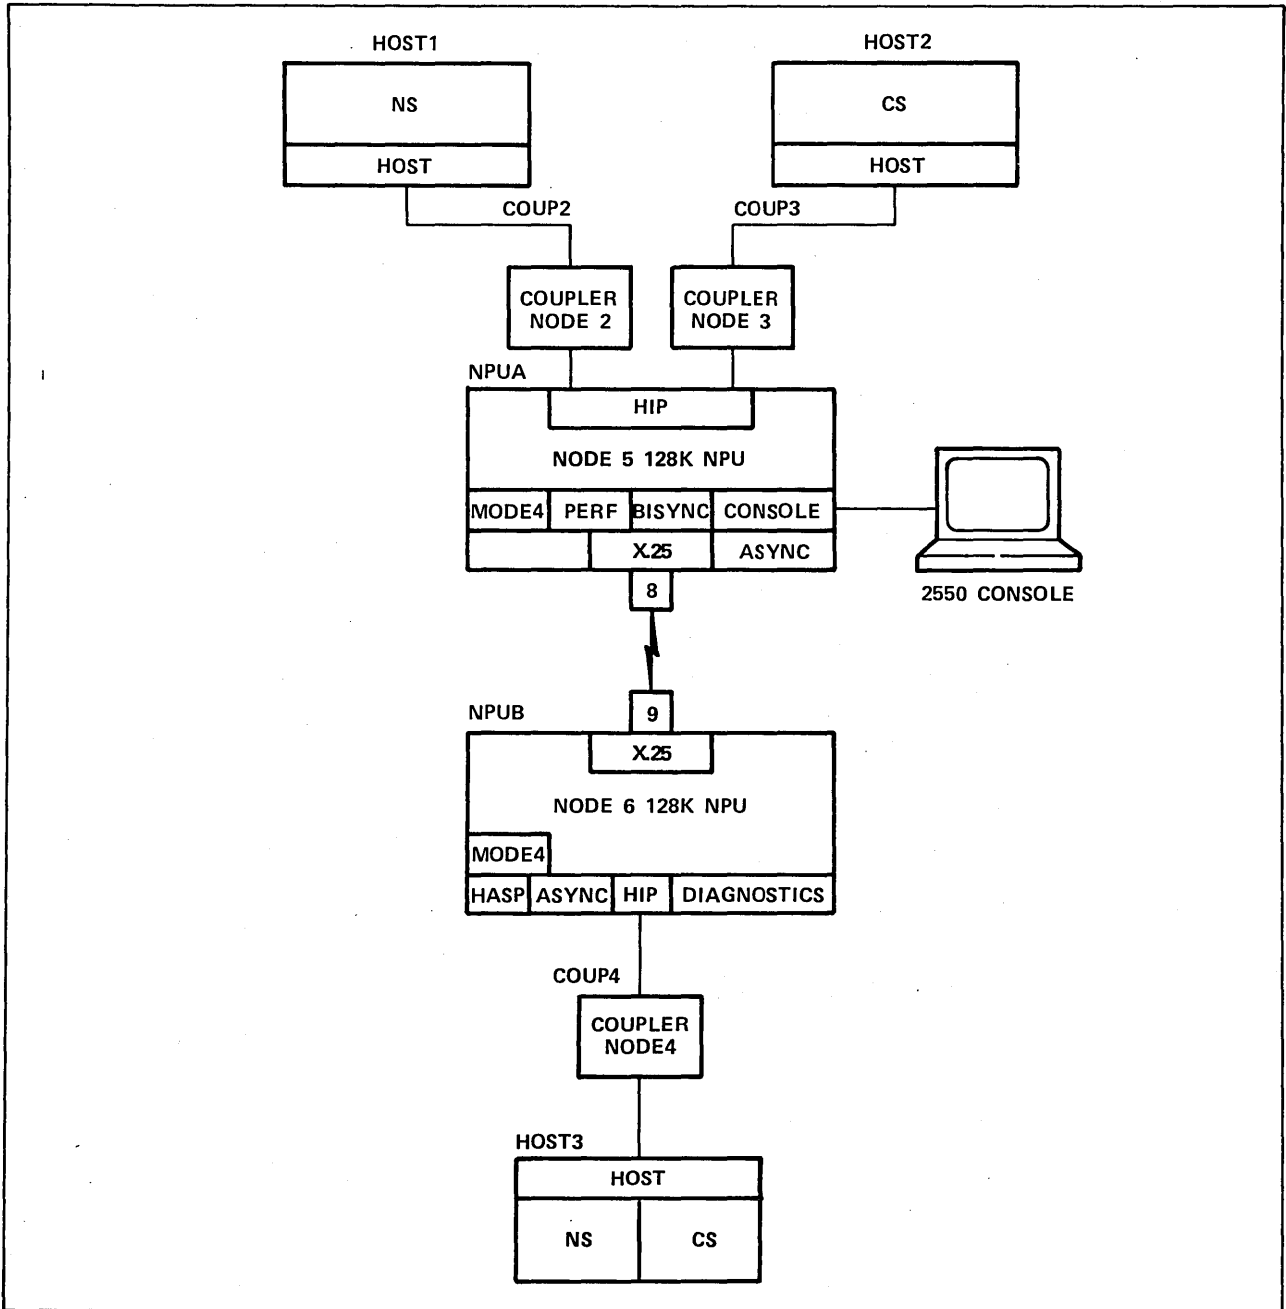 HOST1
HOST2
NS
CS
HOST
HOST
COUP2
COUP3
COUPLER
NODE 2
COUPLER
NODE 3
NPUA
HIP
NODE 5 128K NPU
MODE4
PERF
BISYNC
CONSOLE
X.25
ASYNC
8
2550 CONSOLE
9
NPUB
X.25
NODE 6 128K NPU
MODE4
HASP
ASYNC
HIP
DIAGNOSTICS
COUP4
COUPLER
NODE4
HOST3
HOST
NS
CS